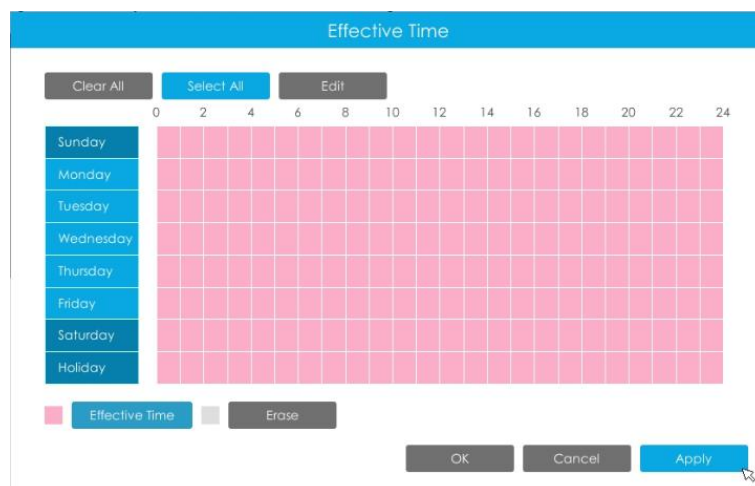 Effective Time
Clear All Select All Edit
0 2 4 6 8 10 12 14 16 18 20 22 24
Sunday
Monday
Tuesday
Wednesday
Thursday
Friday
Saturday
Holiday
Effective Time Erase
OK Cancel Apply